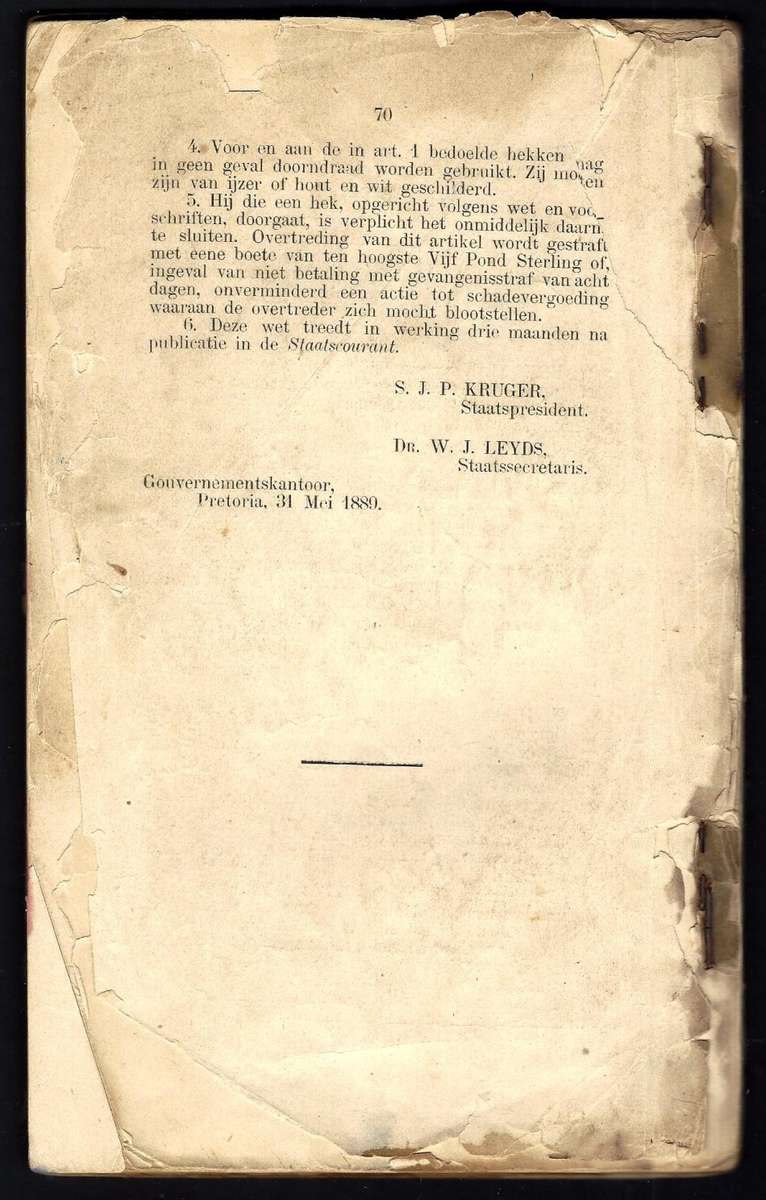 70
4. Voor en aan de in art. 1 bedoelde hekken mag
in geen geval doorndraad worden gebruikt. Zij moeten
zijn van ijzer of hout en wit geschilderd.
5. Hij die een hek, opgericht volgens wet en voo
schriften, doorgaat, is verplicht het onmiddelijk daarn
te sluiten. Overtreding van dit artikel wordt gestraft
met eene boete van ten hoogste Vijf Pond Sterling of,
ingeval van niet betaling met gevangenisstraf van acht
dagen, onverminderd een actie tot schadevergoeding
waaraan de overtreder zich mocht blootstellen.
6. Deze wet treedt in werking drie maanden na
publicatie in de Staatscourant.
S. J. P. KRUGER,
Staatspresident.
DR. W. J. LEYDS,
Staatssecretaris.
Gouvernementskantoor,
Pretoria, 31 Mei 1889.